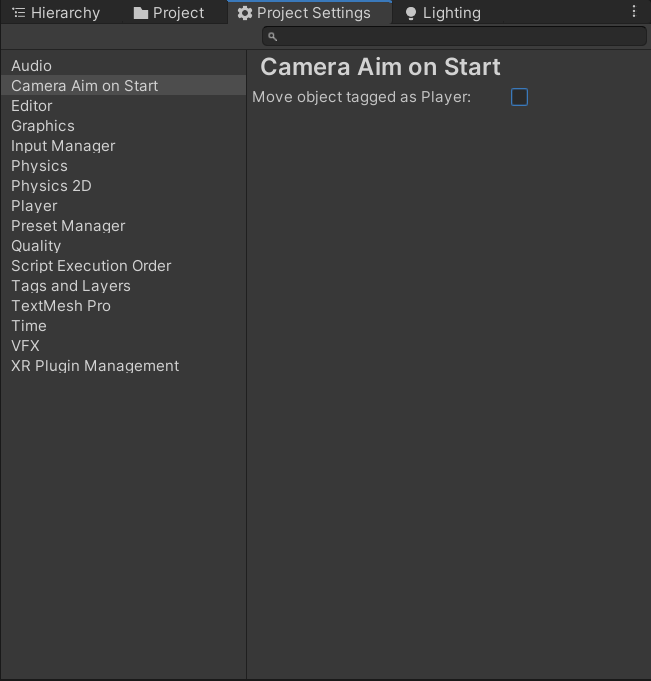 Hierarchy Project Project Settings Lighting
Camera Aim on Start
Move object tagged as Player:
Audio
Camera Aim on Start
Editor
Graphics
Input Manager
Physics
Physics 2D
Player
Preset Manager
Quality
Script Execution Order
Tags and Layers
TextMesh Pro
Time
VFX
XR Plugin Management